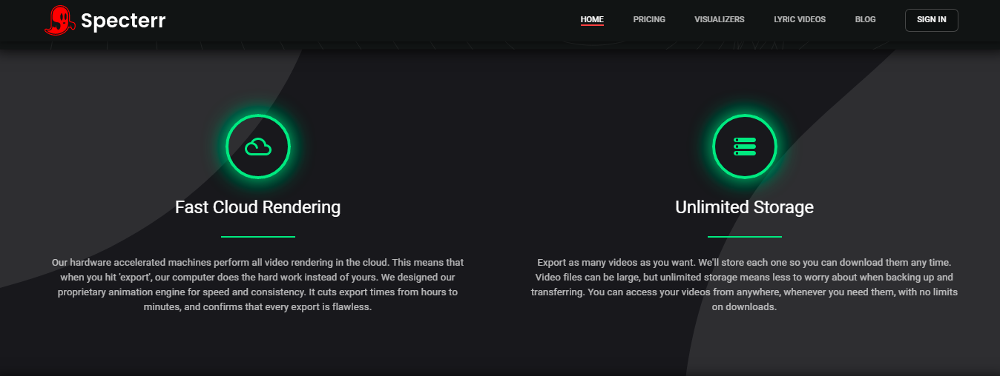 Specterr
HOME
PRICING
VISUALIZERS
LYRIC VIDEOS
BLOG
SIGN IN
Fast Cloud Rendering
Our hardware accelerated machines perform all video rendering in the cloud. This means that
when you hit 'export', our computer does the hard work instead of yours. We designed our
proprietary animation engine for speed and consistency. It cuts export times from hours to
minutes, and confirms that every export is flawless.
Unlimited Storage
Export as many videos as you want. We'll store each one so you can download them any time.
Video files can be large, but unlimited storage means less to worry about when backing up and
transferring. You can access your videos from anywhere, whenever you need them, with no limits
on downloads.